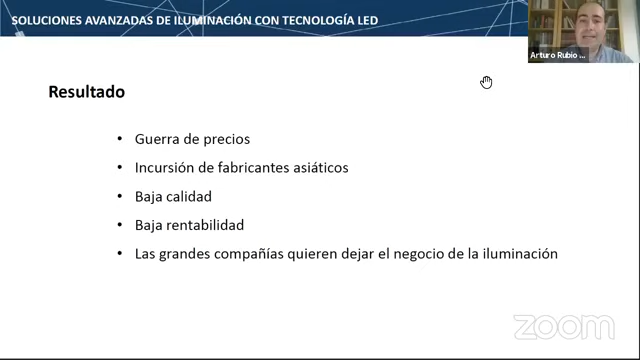 SOLUCIONES AVANZADAS DE ILUMINACIÓN CON TECNOLOGÍA LED
Arturo Rubio ...
Resultado
• Guerra de precios
• Incursión de fabricantes asiáticos
• Baja calidad
• Baja rentabilidad
• Las grandes compañías quieren dejar el negocio de la iluminación
zoom